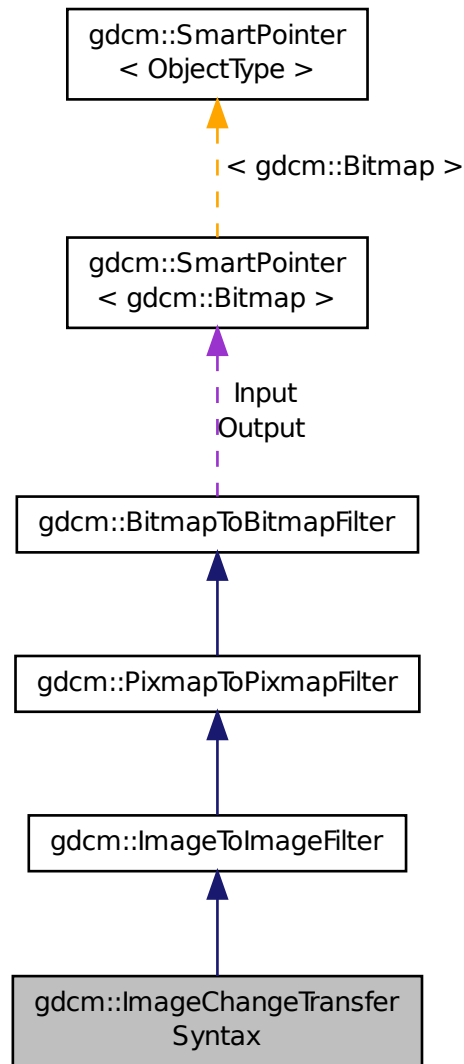 gdcm::SmartPointer
< ObjectType >
< gdcm::Bitmap >
gdcm::SmartPointer
< gdcm::Bitmap >
Input
Output
gdcm::BitmapToBitmapFilter
gdcm::PixmapToPixmapFilter
gdcm::ImageToImageFilter
gdcm::ImageChangeTransfer
Syntax